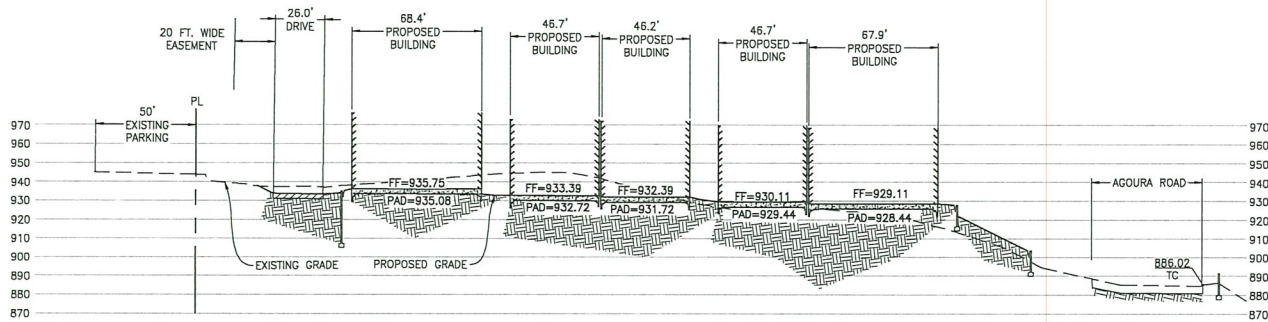 26.0'
DRIVE
20 FT. WIDE
EASEMENT
68.4'
PROPOSED
BUILDING
46.7'
PROPOSED
BUILDING
46.2'
PROPOSED
BUILDING
46.7'
PROPOSED
BUILDING
67.9'
PROPOSED
BUILDING
PL
50'
EXISTING
PARKING
970
960
950
940
930
920
910
900
890
880
870
FF=935.75
PAD=935.08
FF=933.39
PAD=932.72
FF=932.39
PAD=931.72
FF=930.11
PAD=929.44
FF=929.11
PAD=928.44
EXISTING GRADE
PROPOSED GRADE
AGOURA ROAD
886.02
TC
970
960
950
940
930
920
910
900
890
880
870